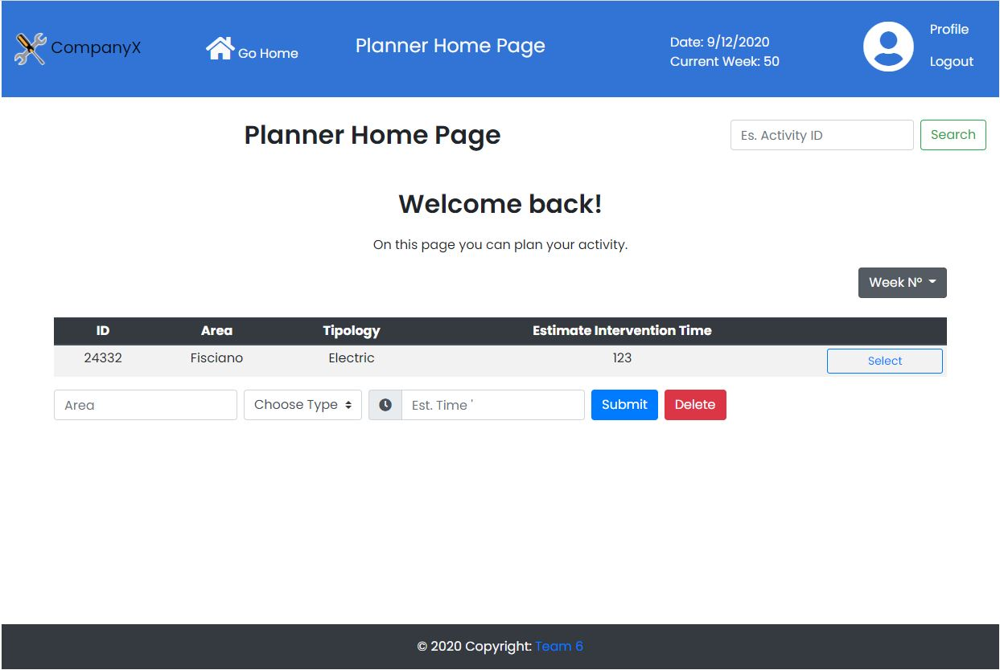 CompanyX
Go Home
Planner Home Page
Date: 9/12/2020
Current Week: 50
Profile
Logout
Planner Home Page
Es. Activity ID
Search
Welcome back!
On this page you can plan your activity.
Week Nº
ID Area Tipology Estimate Intervention Time
24332 Fisciano Electric 123 Select
Area Choose Type Est. Time ' Submit Delete
© 2020 Copyright: Team 6